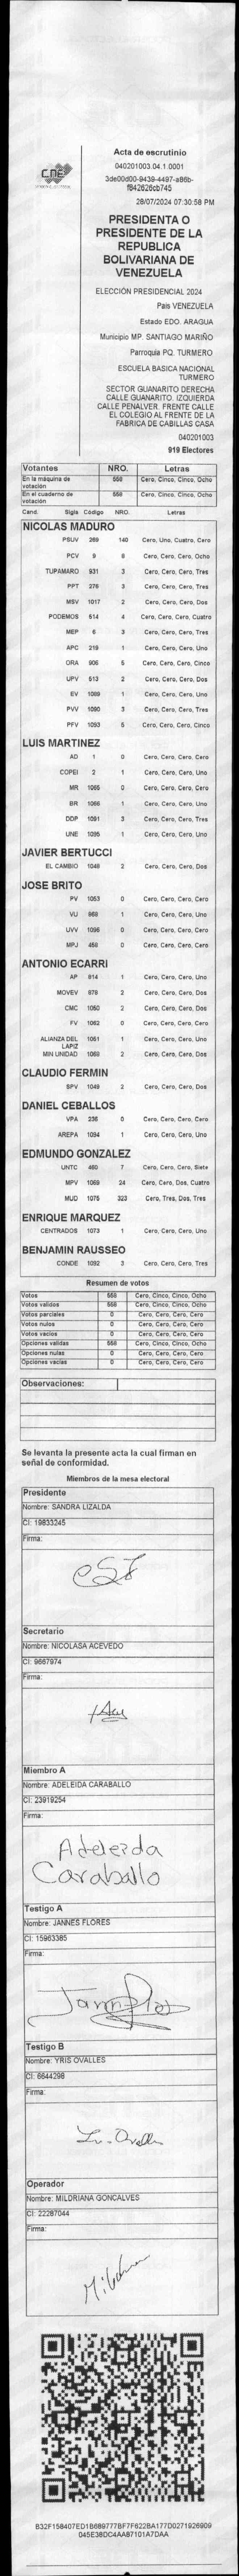 CNE
Acta de escrutinio
040201003.04.1.0001
3de00d00-9439-4497-a86b-
f842626cb745
28/07/2024 07:30:58 PM
PRESIDENTA O
PRESIDENTE DE LA
REPUBLICA
BOLIVARIANA DE
VENEZUELA
ELECCIÓN PRESIDENCIAL 2024
País VENEZUELA
Estado EDO. ARAGUA
Municipio MP. SANTIAGO MARIÑO
Parroquia PQ. TURMERO
ESCUELA BASICA NACIONAL
TURMERO
SECTOR GUANARITO DERECHA
CALLE GUANARITO. IZQUIERDA
CALLE PENALVER. FRENTE CALLE
EL COLEGIO AL FRENTE DE LA
FABRICA DE CABILLAS CASA
040201003
919 Electores
Votantes NRO. Letras
En la máquina de votación 558 Cero, Cinco, Cinco, Ocho
En el cuaderno de votación 558 Cero, Cinco, Cinco, Ocho
Cand. Sigla Código NRO. Letras
NICOLAS MADURO
PSUV 269 140 Cero, Uno, Cuatro, Cero
PCV 9 8 Cero, Cero, Cero, Ocho
TUPAMARO 931 3 Cero, Cero, Cero, Tres
PPT 276 3 Cero, Cero, Cero, Tres
MSV 1017 2 Cero, Cero, Cero, Dos
PODEMOS 514 4 Cero, Cero, Cero, Cuatro
MEP 6 3 Cero, Cero, Cero, Tres
APC 219 1 Cero, Cero, Cero, Uno
ORA 906 5 Cero, Cero, Cero, Cinco
UPV 513 2 Cero, Cero, Cero, Dos
EV 1089 1 Cero, Cero, Cero, Uno
PVV 1090 3 Cero, Cero, Cero, Tres
PFV 1093 5 Cero, Cero, Cero, Cinco
LUIS MARTINEZ
AD 1 0 Cero, Cero, Cero, Cero
COPEI 2 1 Cero, Cero, Cero, Uno
MR 1065 0 Cero, Cero, Cero, Cero
BR 1066 1 Cero, Cero, Cero, Uno
DDP 1091 3 Cero, Cero, Cero, Tres
UNE 1095 1 Cero, Cero, Cero, Uno
JAVIER BERTUCCI
EL CAMBIO 1048 2 Cero, Cero, Cero, Dos
JOSE BRITO
PV 1053 0 Cero, Cero, Cero, Cero
VU 868 1 Cero, Cero, Cero, Uno
UVV 1096 0 Cero, Cero, Cero, Cero
MPJ 458 0 Cero, Cero, Cero, Cero
ANTONIO ECARRI
AP 914 1 Cero, Cero, Cero, Uno
MOVEV 878 2 Cero, Cero, Cero, Dos
CMC 1050 2 Cero, Cero, Cero, Dos
FV 1062 0 Cero, Cero, Cero, Cero
ALIANZA DEL LAPIZ 1061 1 Cero, Cero, Cero, Uno
MIN UNIDAD 1068 2 Cero, Cero, Cero, Dos
CLAUDIO FERMIN
SPV 1049 2 Cero, Cero, Cero, Dos
DANIEL CEBALLOS
VPA 236 0 Cero, Cero, Cero, Cero
AREPA 1094 1 Cero, Cero, Cero, Uno
EDMUNDO GONZALEZ
UNTC 460 7 Cero, Cero, Cero, Siete
MPV 1069 24 Cero, Cero, Dos, Cuatro
MUD 1075 323 Cero, Tres, Dos, Tres
ENRIQUE MARQUEZ
CENTRADOS 1073 1 Cero, Cero, Cero, Uno
BENJAMIN RAUSSEO
CONDE 1092 3 Cero, Cero, Cero, Tres
Resumen de votos
Votos 558 Cero, Cinco, Cinco, Ocho
Votos validos 558 Cero, Cinco, Cinco, Ocho
Votos parciales 0 Cero, Cero, Cero, Cero
Votos nulos 0 Cero, Cero, Cero, Cero
Votos vacíos 0 Cero, Cero, Cero, Cero
Opciones validas 558 Cero, Cinco, Cinco, Ocho
Opciones nulas 0 Cero, Cero, Cero, Cero
Opciones vacías 0 Cero, Cero, Cero, Cero
Observaciones:
Se levanta la presente acta la cual firman en
señal de conformidad.
Miembros de la mesa electoral
Presidente
Nombre: SANDRA LIZALDA
CI: 19833245
Firma:
Secretario
Nombre: NICOLASA ACEVEDO
CI: 9667974
Firma:
Miembro A
Nombre: ADELEIDA CARABALLO
CI: 23919254
Firma:
Adeleida
Caraballo
Testigo A
Nombre: JANNES FLORES
CI: 15963385
Firma:
Testigo B
Nombre: YRIS OVALLES
CI: 6644298
Firma:
Operador
Nombre: MILDRIANA GONCALVES
CI: 22287044
Firma:
B32F158407ED1B689777BF7F622BA177D0271926909
045E38DC4AA87101A7DAA